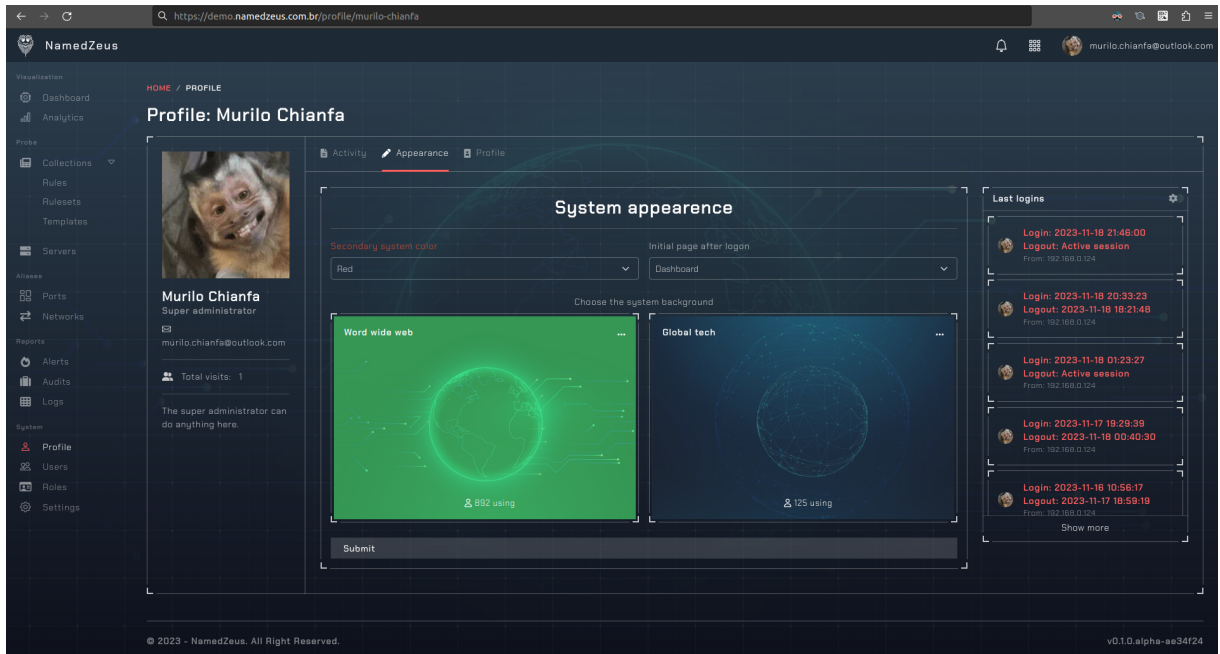 https://demo.namedzeus.com.br/profile/murilo-chianfa
NamedZeus
murilo.chianfa@outlook.com
Visualization
Dashboard
Analytics
Probe
Collections
Rules
Rulesets
Templates
Servers
Aliases
Ports
Networks
Reports
Alerts
Audits
Logs
System
Profile
Users
Roles
Settings
HOME / PROFILE
Profile: Murilo Chianfa
Murilo Chianfa
Super administrator
murilo.chianfa@outlook.com
Total visits: 1
The super administrator can
do anything here.
Activity Appearance Profile
System appearence
Secondary system color
Red
Initial page after logon
Dashboard
Choose the system background
Word wide web ...
892 using
Global tech ...
125 using
Submit
Last logins
Login: 2023-11-18 21:46:00
Logout: Active session
From: 192.168.0.124
Login: 2023-11-18 20:33:23
Logout: 2023-11-18 18:21:48
From: 192.168.0.124
Login: 2023-11-18 01:23:27
Logout: Active session
From: 192.168.0.124
Login: 2023-11-17 19:29:39
Logout: 2023-11-18 00:40:30
From: 192.168.0.124
Login: 2023-11-16 10:56:17
Logout: 2023-11-17 18:59:19
From: 192.168.0.124
Show more
© 2023 - NamedZeus. All Right Reserved.
v0.1.0.alpha-ae34f24